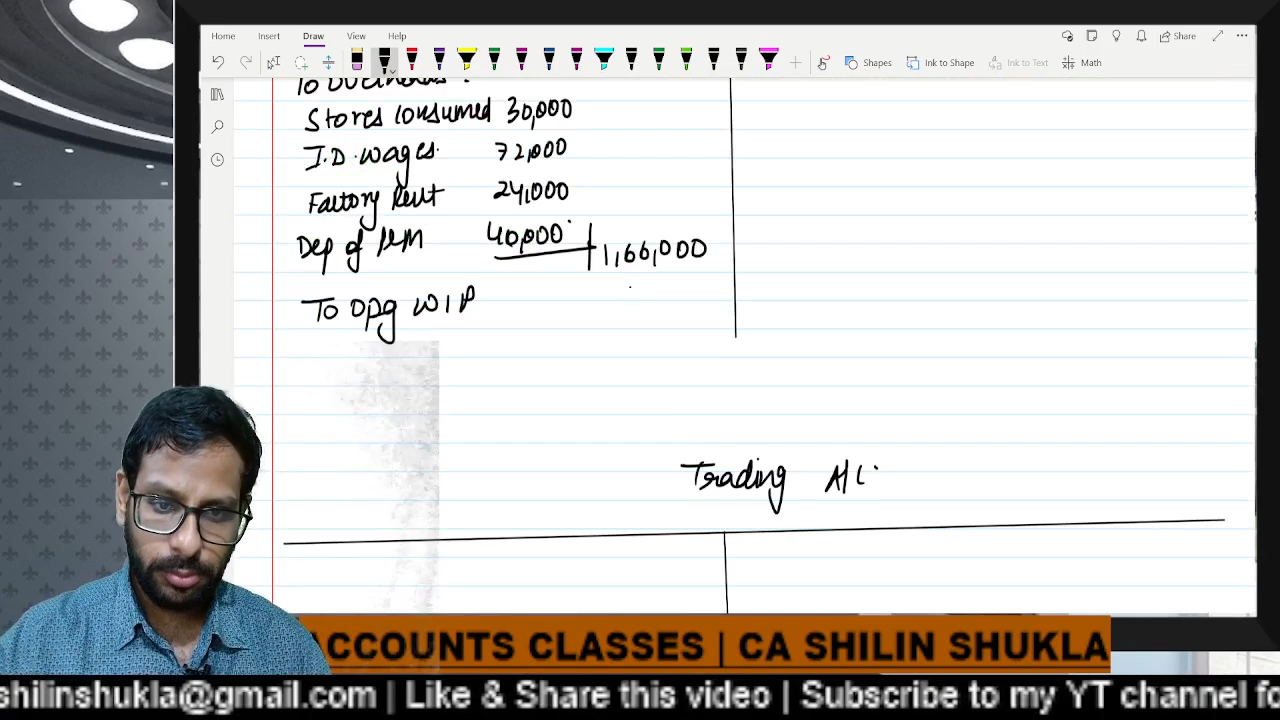 Home Insert Draw View Help Share
Shapes Ink to Shape Ink to Text Math
To Overheads :
Stores Consumed 30,000
I.D. wages. 72,000
Factory Rent 24,000
Dep of P/M 40,000 1,66,000
To Opg W I P
Trading A/c.
ACCOUNTS CLASSES | CA SHILIN SHUKLA
shilinshukla@gmail.com | Like & Share this video | Subscribe to my YT channel fo